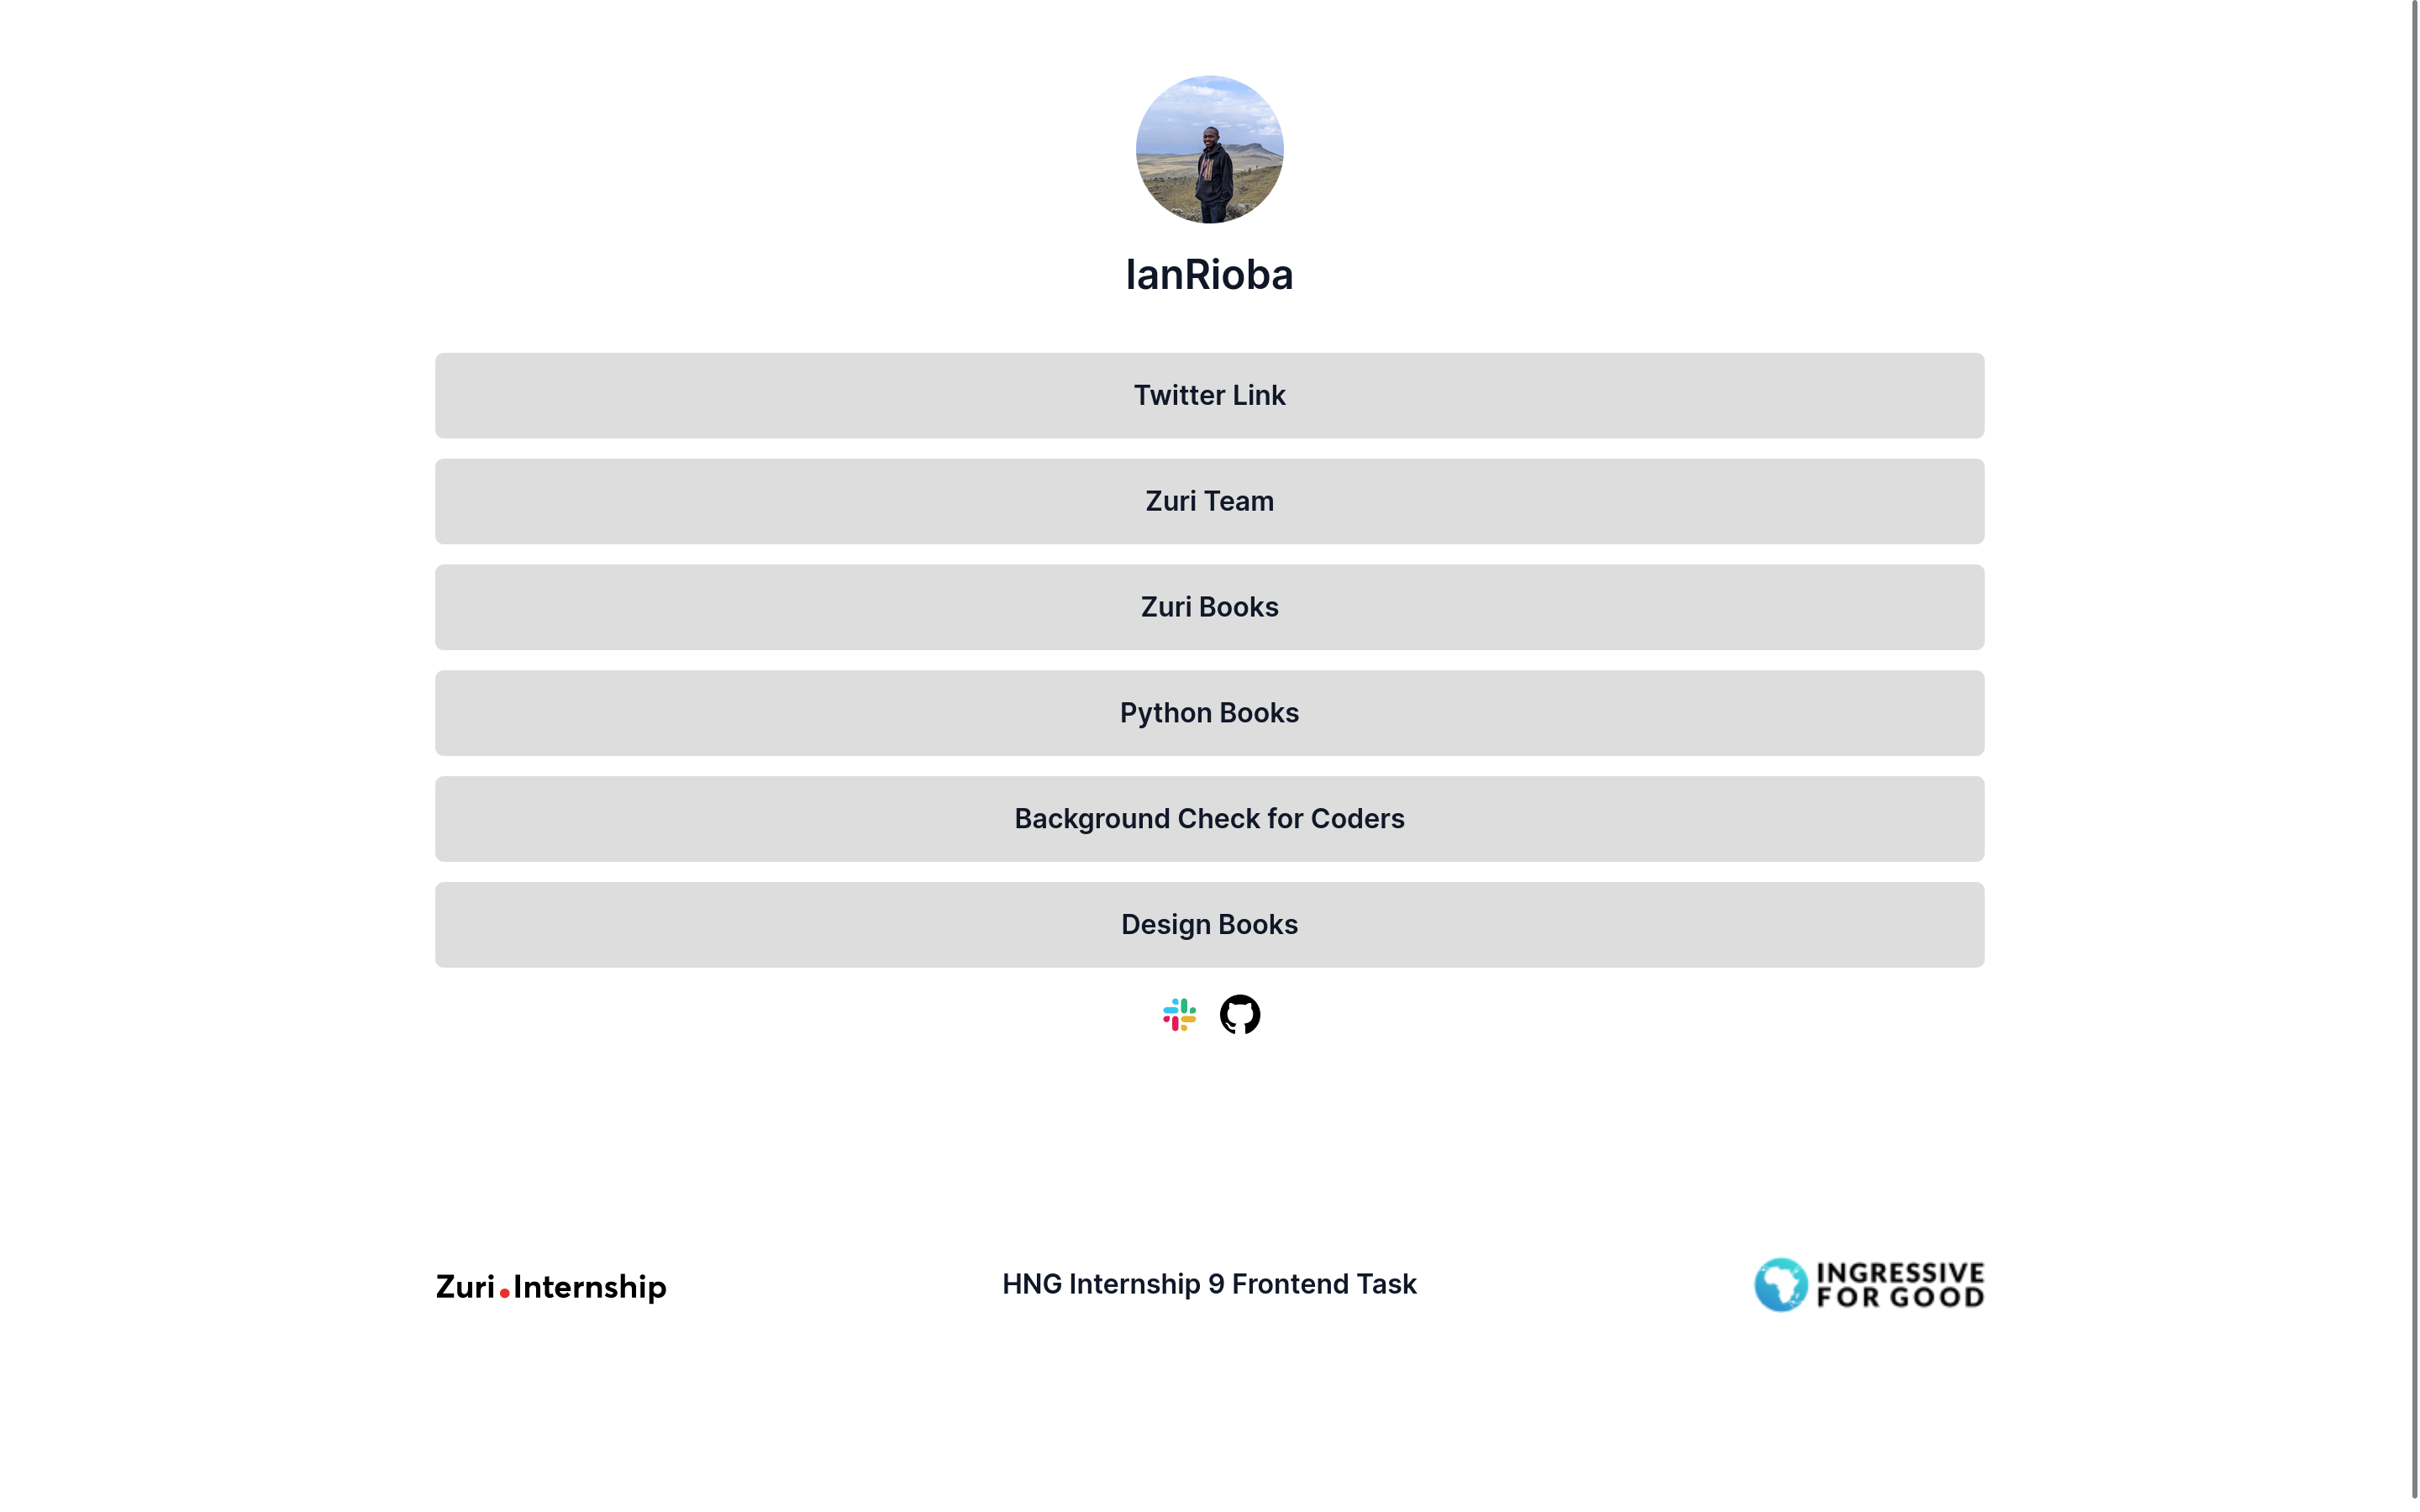 IanRioba
Twitter Link
Zuri Team
Zuri Books
Python Books
Background Check for Coders
Design Books
Zuri.Internship
HNG Internship 9 Frontend Task
INGRESSIVE
FOR GOOD